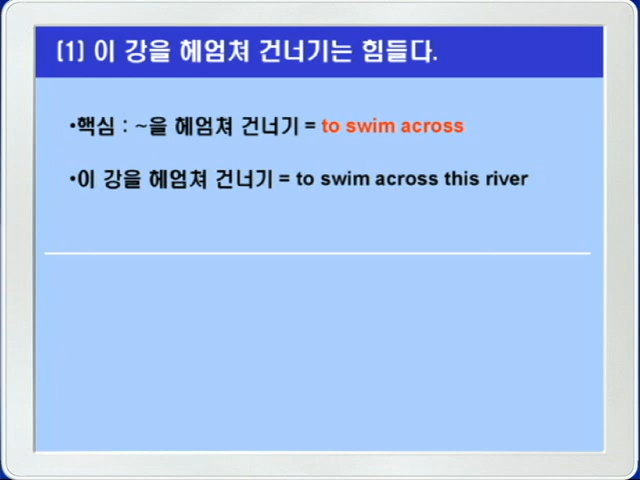 (1) 이 강을 헤엄쳐 건너기는 힘들다.
•핵심 : ~을 헤엄쳐 건너기 = to swim across
•이 강을 헤엄쳐 건너기 = to swim across this river